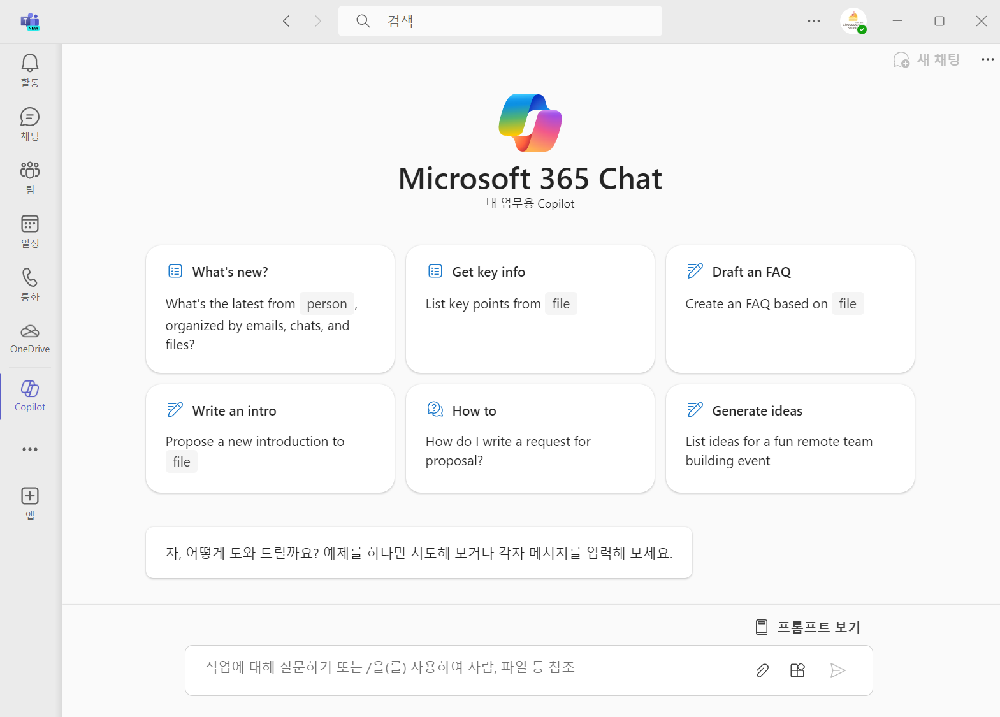 T
NEW
검색
활동
채팅
팀
일정
통화
OneDrive
Copilot
앱
새 채팅
Microsoft 365 Chat
내 업무용 Copilot
What's new?
What's the latest from person,
organized by emails, chats, and
files?
Get key info
List key points from file
Draft an FAQ
Create an FAQ based on file
Write an intro
Propose a new introduction to
file
How to
How do I write a request for
proposal?
Generate ideas
List ideas for a fun remote team
building event
자, 어떻게 도와 드릴까요? 예제를 하나만 시도해 보거나 각자 메시지를 입력해 보세요.
프롬프트 보기
직업에 대해 질문하기 또는 /을(를) 사용하여 사람, 파일 등 참조